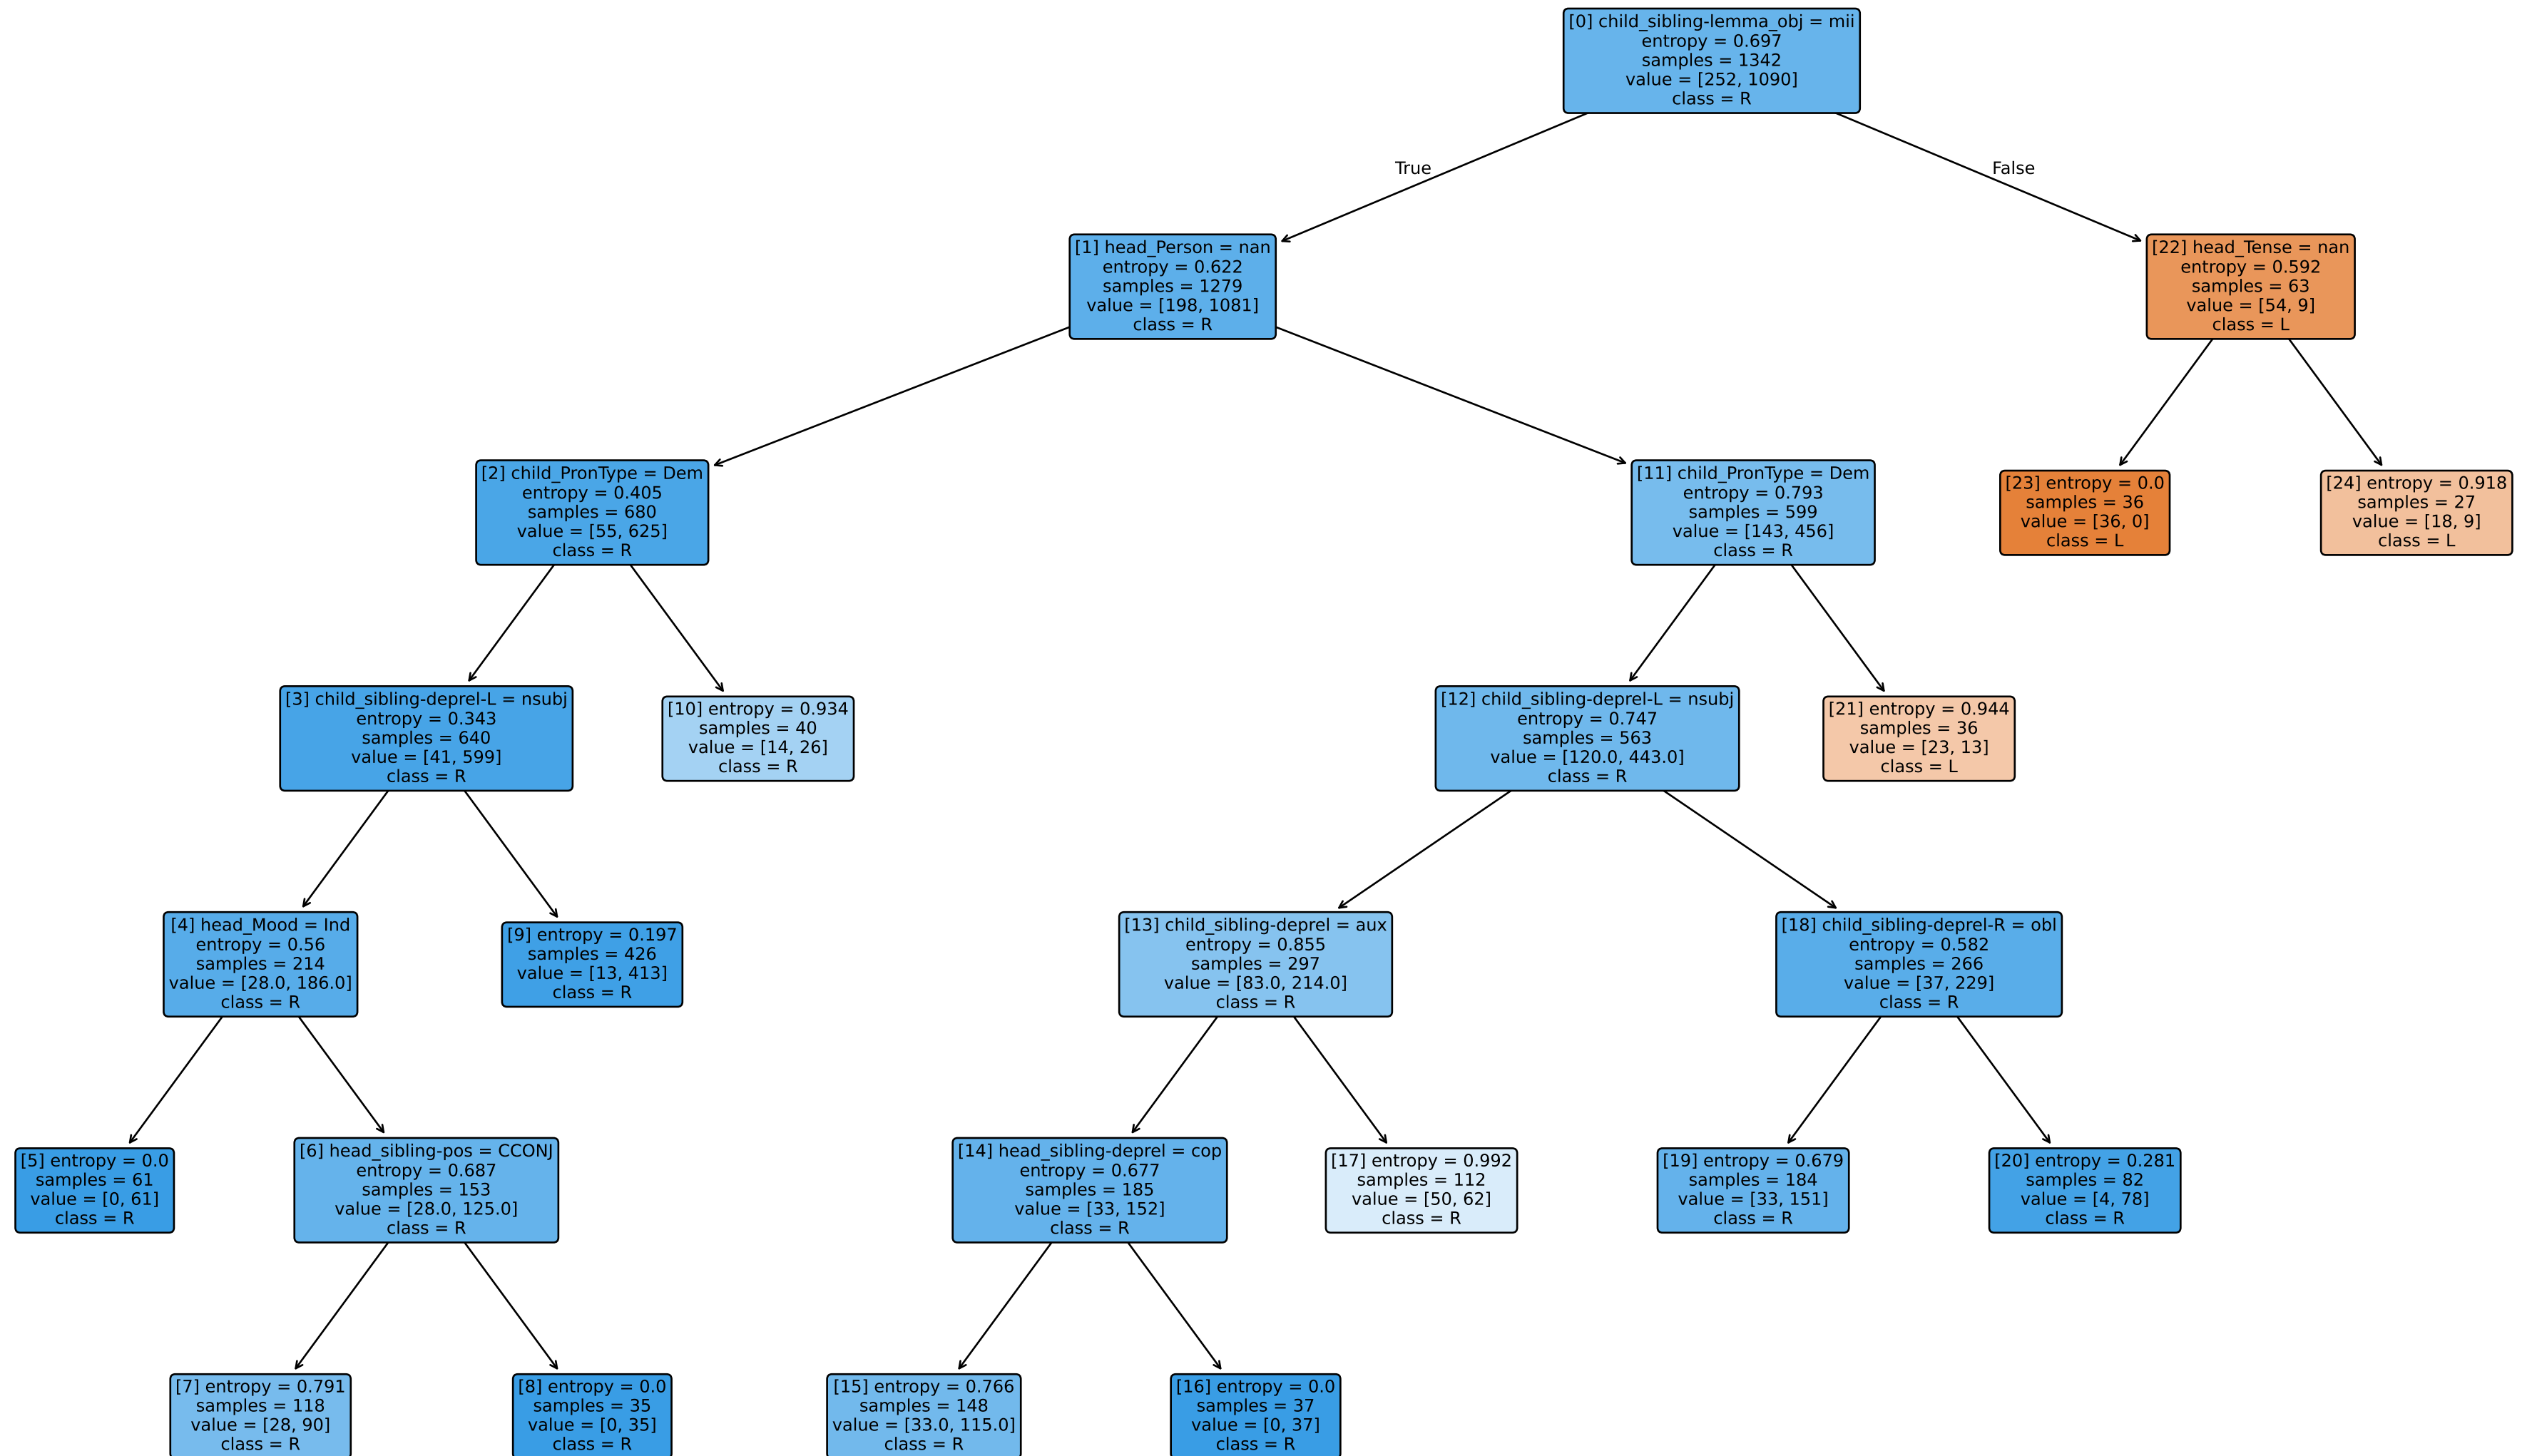 [0] child_sibling-lemma_obj = mii
entropy = 0.697
samples = 1342
value = [252, 1090]
class = R
True
False
[1] head_Person = nan
entropy = 0.622
samples = 1279
value = [198, 1081]
class = R
[22] head_Tense = nan
entropy = 0.592
samples = 63
value = [54, 9]
class = L
[2] child_PronType = Dem
entropy = 0.405
samples = 680
value = [55, 625]
class = R
[11] child_PronType = Dem
entropy = 0.793
samples = 599
value = [143, 456]
class = R
[23] entropy = 0.0
samples = 36
value = [36, 0]
class = L
[24] entropy = 0.918
samples = 27
value = [18, 9]
class = L
[3] child_sibling-deprel-L = nsubj
entropy = 0.343
samples = 640
value = [41, 599]
class = R
[10] entropy = 0.934
samples = 40
value = [14, 26]
class = R
[12] child_sibling-deprel-L = nsubj
entropy = 0.747
samples = 563
value = [120.0, 443.0]
class = R
[21] entropy = 0.944
samples = 36
value = [23, 13]
class = L
[4] head_Mood = Ind
entropy = 0.56
samples = 214
value = [28.0, 186.0]
class = R
[9] entropy = 0.197
samples = 426
value = [13, 413]
class = R
[13] child_sibling-deprel = aux
entropy = 0.855
samples = 297
value = [83.0, 214.0]
class = R
[18] child_sibling-deprel-R = obl
entropy = 0.582
samples = 266
value = [37, 229]
class = R
[5] entropy = 0.0
samples = 61
value = [0, 61]
class = R
[6] head_sibling-pos = CCONJ
entropy = 0.687
samples = 153
value = [28.0, 125.0]
class = R
[14] head_sibling-deprel = cop
entropy = 0.677
samples = 185
value = [33, 152]
class = R
[17] entropy = 0.992
samples = 112
value = [50, 62]
class = R
[19] entropy = 0.679
samples = 184
value = [33, 151]
class = R
[20] entropy = 0.281
samples = 82
value = [4, 78]
class = R
[7] entropy = 0.791
samples = 118
value = [28, 90]
class = R
[8] entropy = 0.0
samples = 35
value = [0, 35]
class = R
[15] entropy = 0.766
samples = 148
value = [33.0, 115.0]
class = R
[16] entropy = 0.0
samples = 37
value = [0, 37]
class = R